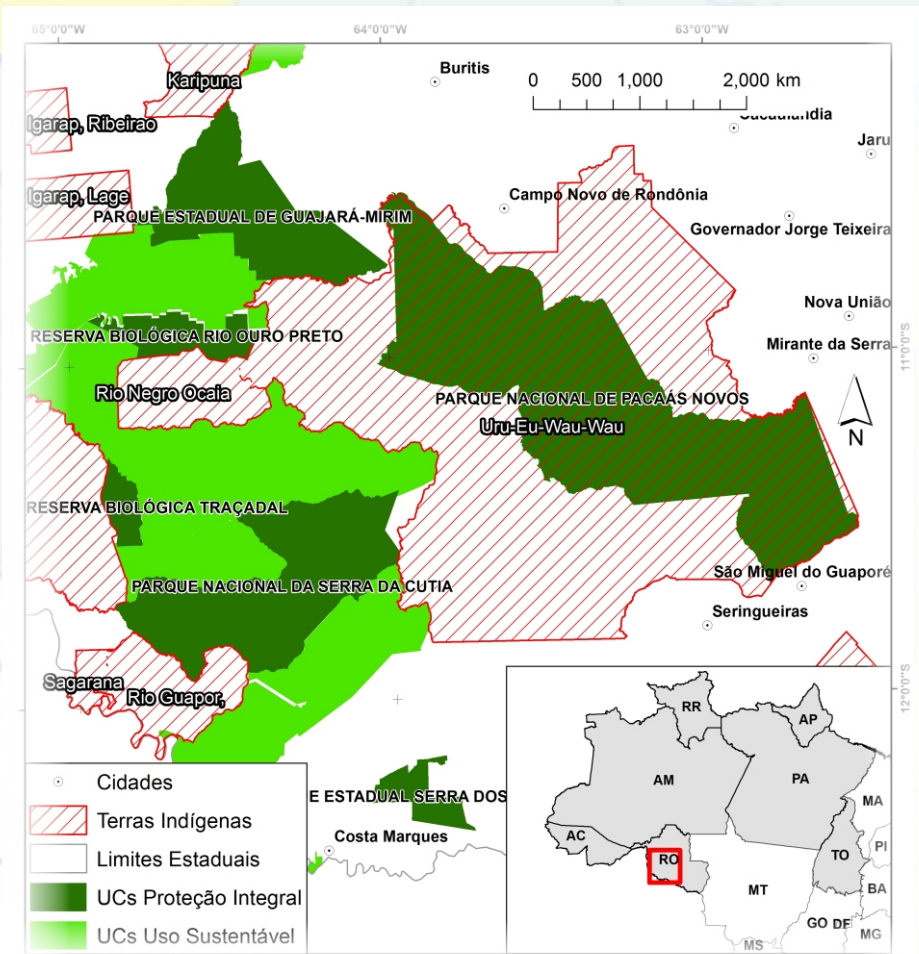 65°0'0"W 64°0'0"W 63°0'0"W
Buritis
Karipuna
0 500 1,000 2,000 km
Cacaulândia
Igarap, Ribeirao
Jaru
Igarap, Lage
Campo Novo de Rondônia
PARQUE ESTADUAL DE GUAJARÁ-MIRIM
Governador Jorge Teixeira
Nova União
RESERVA BIOLÓGICA RIO OURO PRETO
Mirante da Serra
11°0'0"S
Rio Negro Ocaia
PARQUE NACIONAL DE PACAÁS NOVOS
Uru-Eu-Wau-Wau
N
RESERVA BIOLÓGICA TRAÇADAL
São Miguel do Guaporé
PARQUE NACIONAL DA SERRA DA CUTIA
Seringueiras
12°0'0"S
Sagarana
Rio Guapor,
E ESTADUAL SERRA DOS
Costa Marques
Cidades
Terras Indígenas
Limites Estaduais
UCs Proteção Integral
UCs Uso Sustentável
RR
AP
AM
PA
MA
AC
PI
RO
TO
MT
BA
GO DF
MG
MS